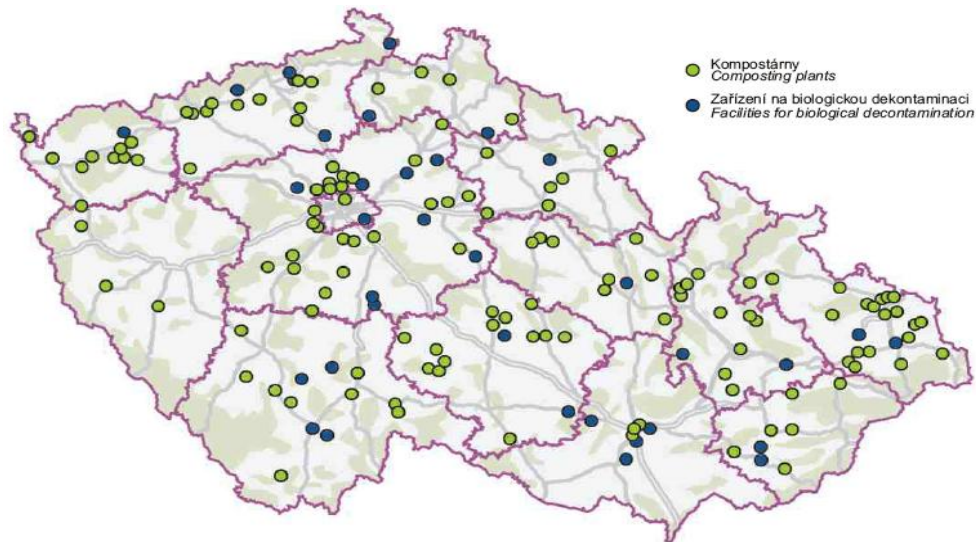 Kompostárny
Composting plants
Zařízení na biologickou dekontaminaci
Facilities for biological decontamination